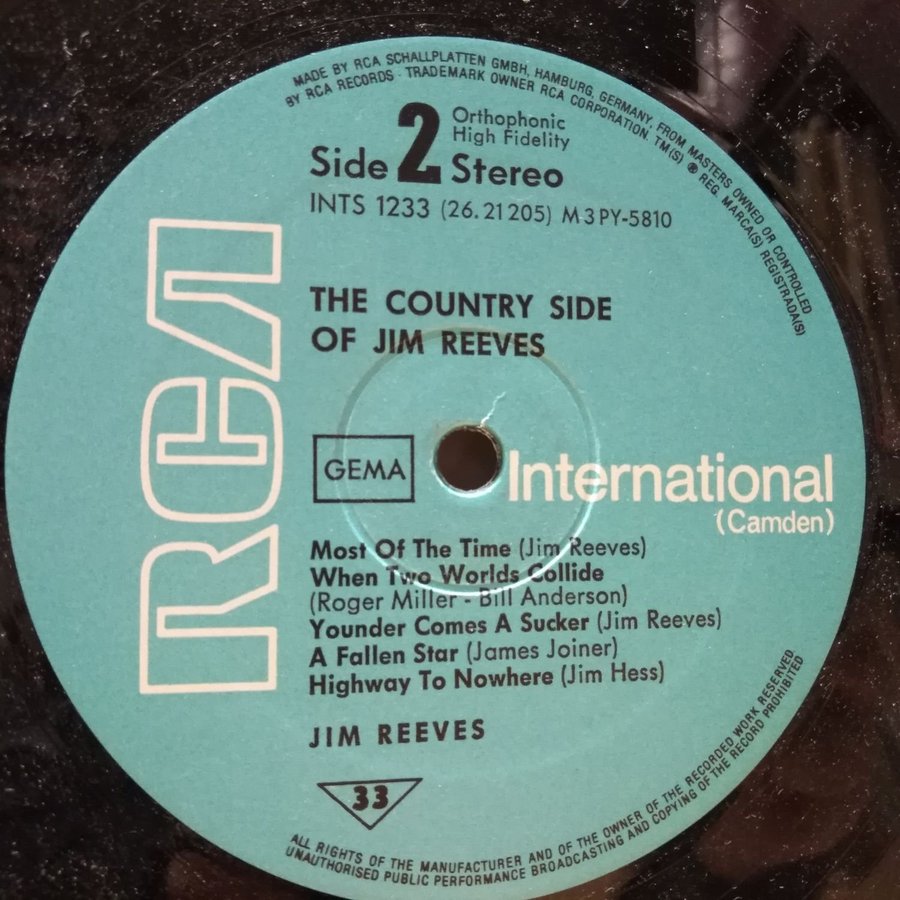 MADE BY RCA SCHALLPLATTEN GMBH, HAMBURG, GERMANY, FROM MASTERS OWNED OR CONTROLLED
BY RCA RECORDS · TRADEMARK OWNER RCA CORPORATION. TM(S) ® REG. MARCA(S) REGISTRADA(S)
Side 2 Orthophonic
High Fidelity
Stereo
INTS 1233 (26.21205) M3PY-5810
RCA
THE COUNTRY SIDE
OF JIM REEVES
GEMA
International
(Camden)
Most Of The Time (Jim Reeves)
When Two Worlds Collide
(Roger Miller - Bill Anderson)
Younder Comes A Sucker (Jim Reeves)
A Fallen Star (James Joiner)
Highway To Nowhere (Jim Hess)
JIM REEVES
33
ALL RIGHTS OF THE MANUFACTURER AND OF THE OWNER OF THE RECORDED WORK RESERVED
UNAUTHORISED PUBLIC PERFORMANCE BROADCASTING AND COPYING OF THE RECORD PROHIBITED